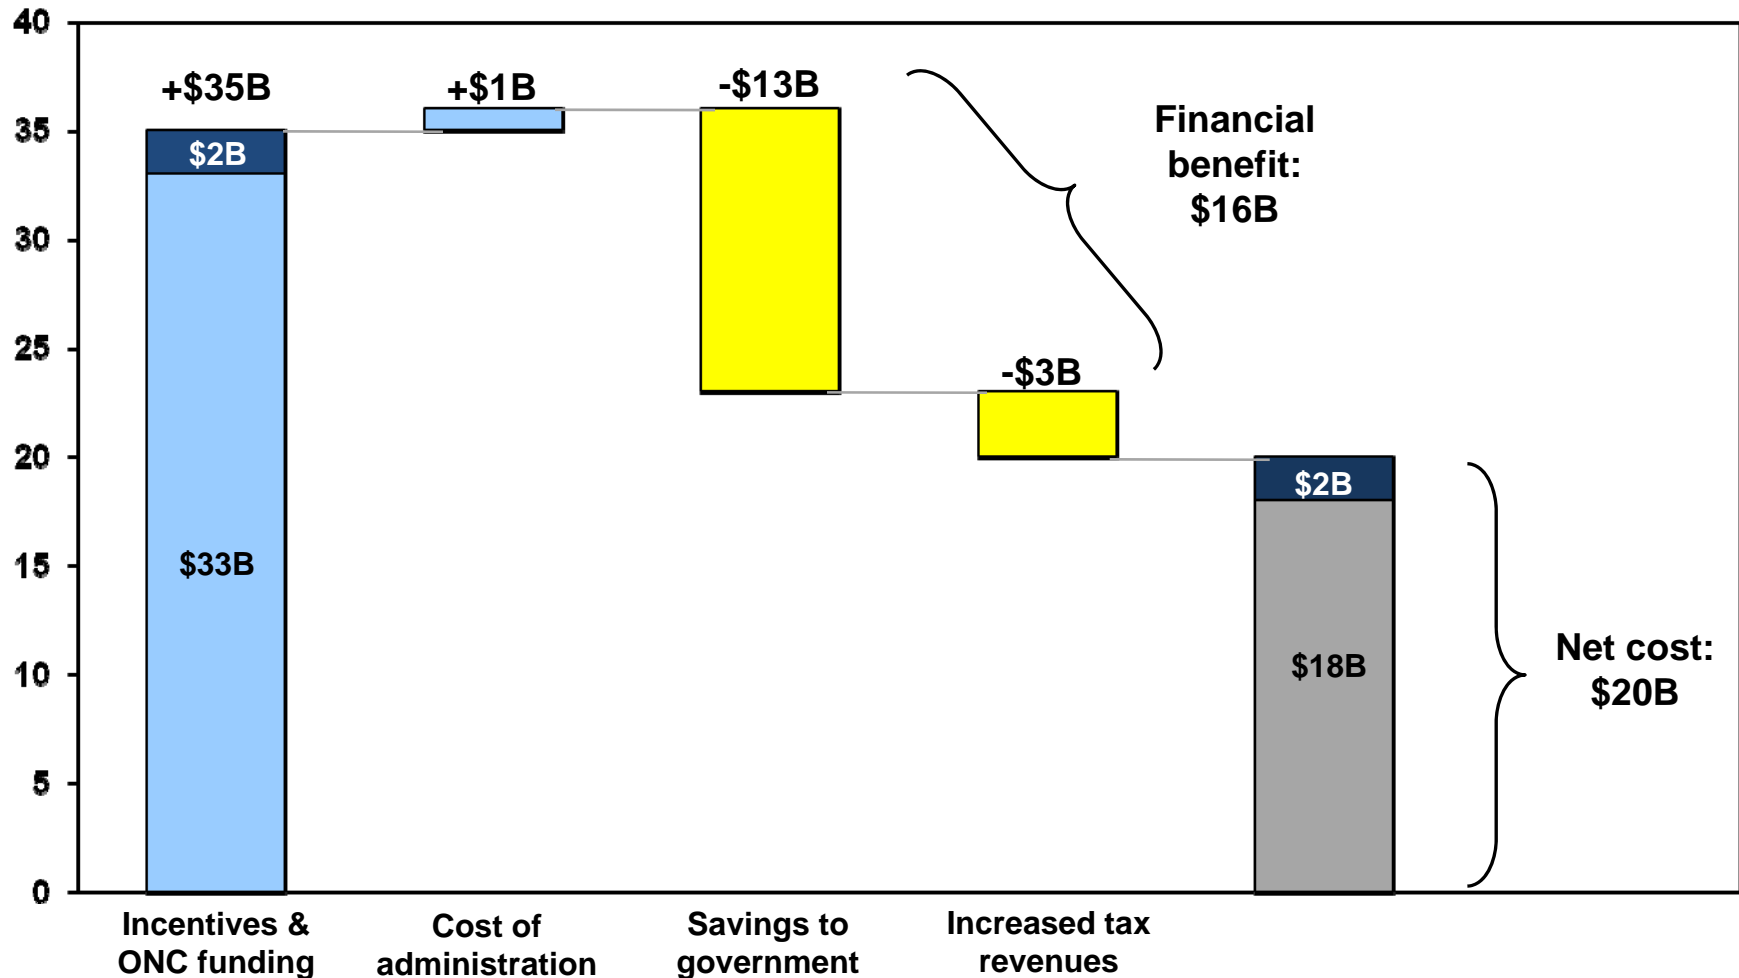 40
35
30
25
20
15
10
5
0
+$35B
$2B
$33B
+$1B
-$13B
-$3B
Financial
benefit:
$16B
$2B
$18B
Net cost:
$20B
Incentives &
ONC funding
Cost of
administration
Savings to
government
Increased tax
revenues